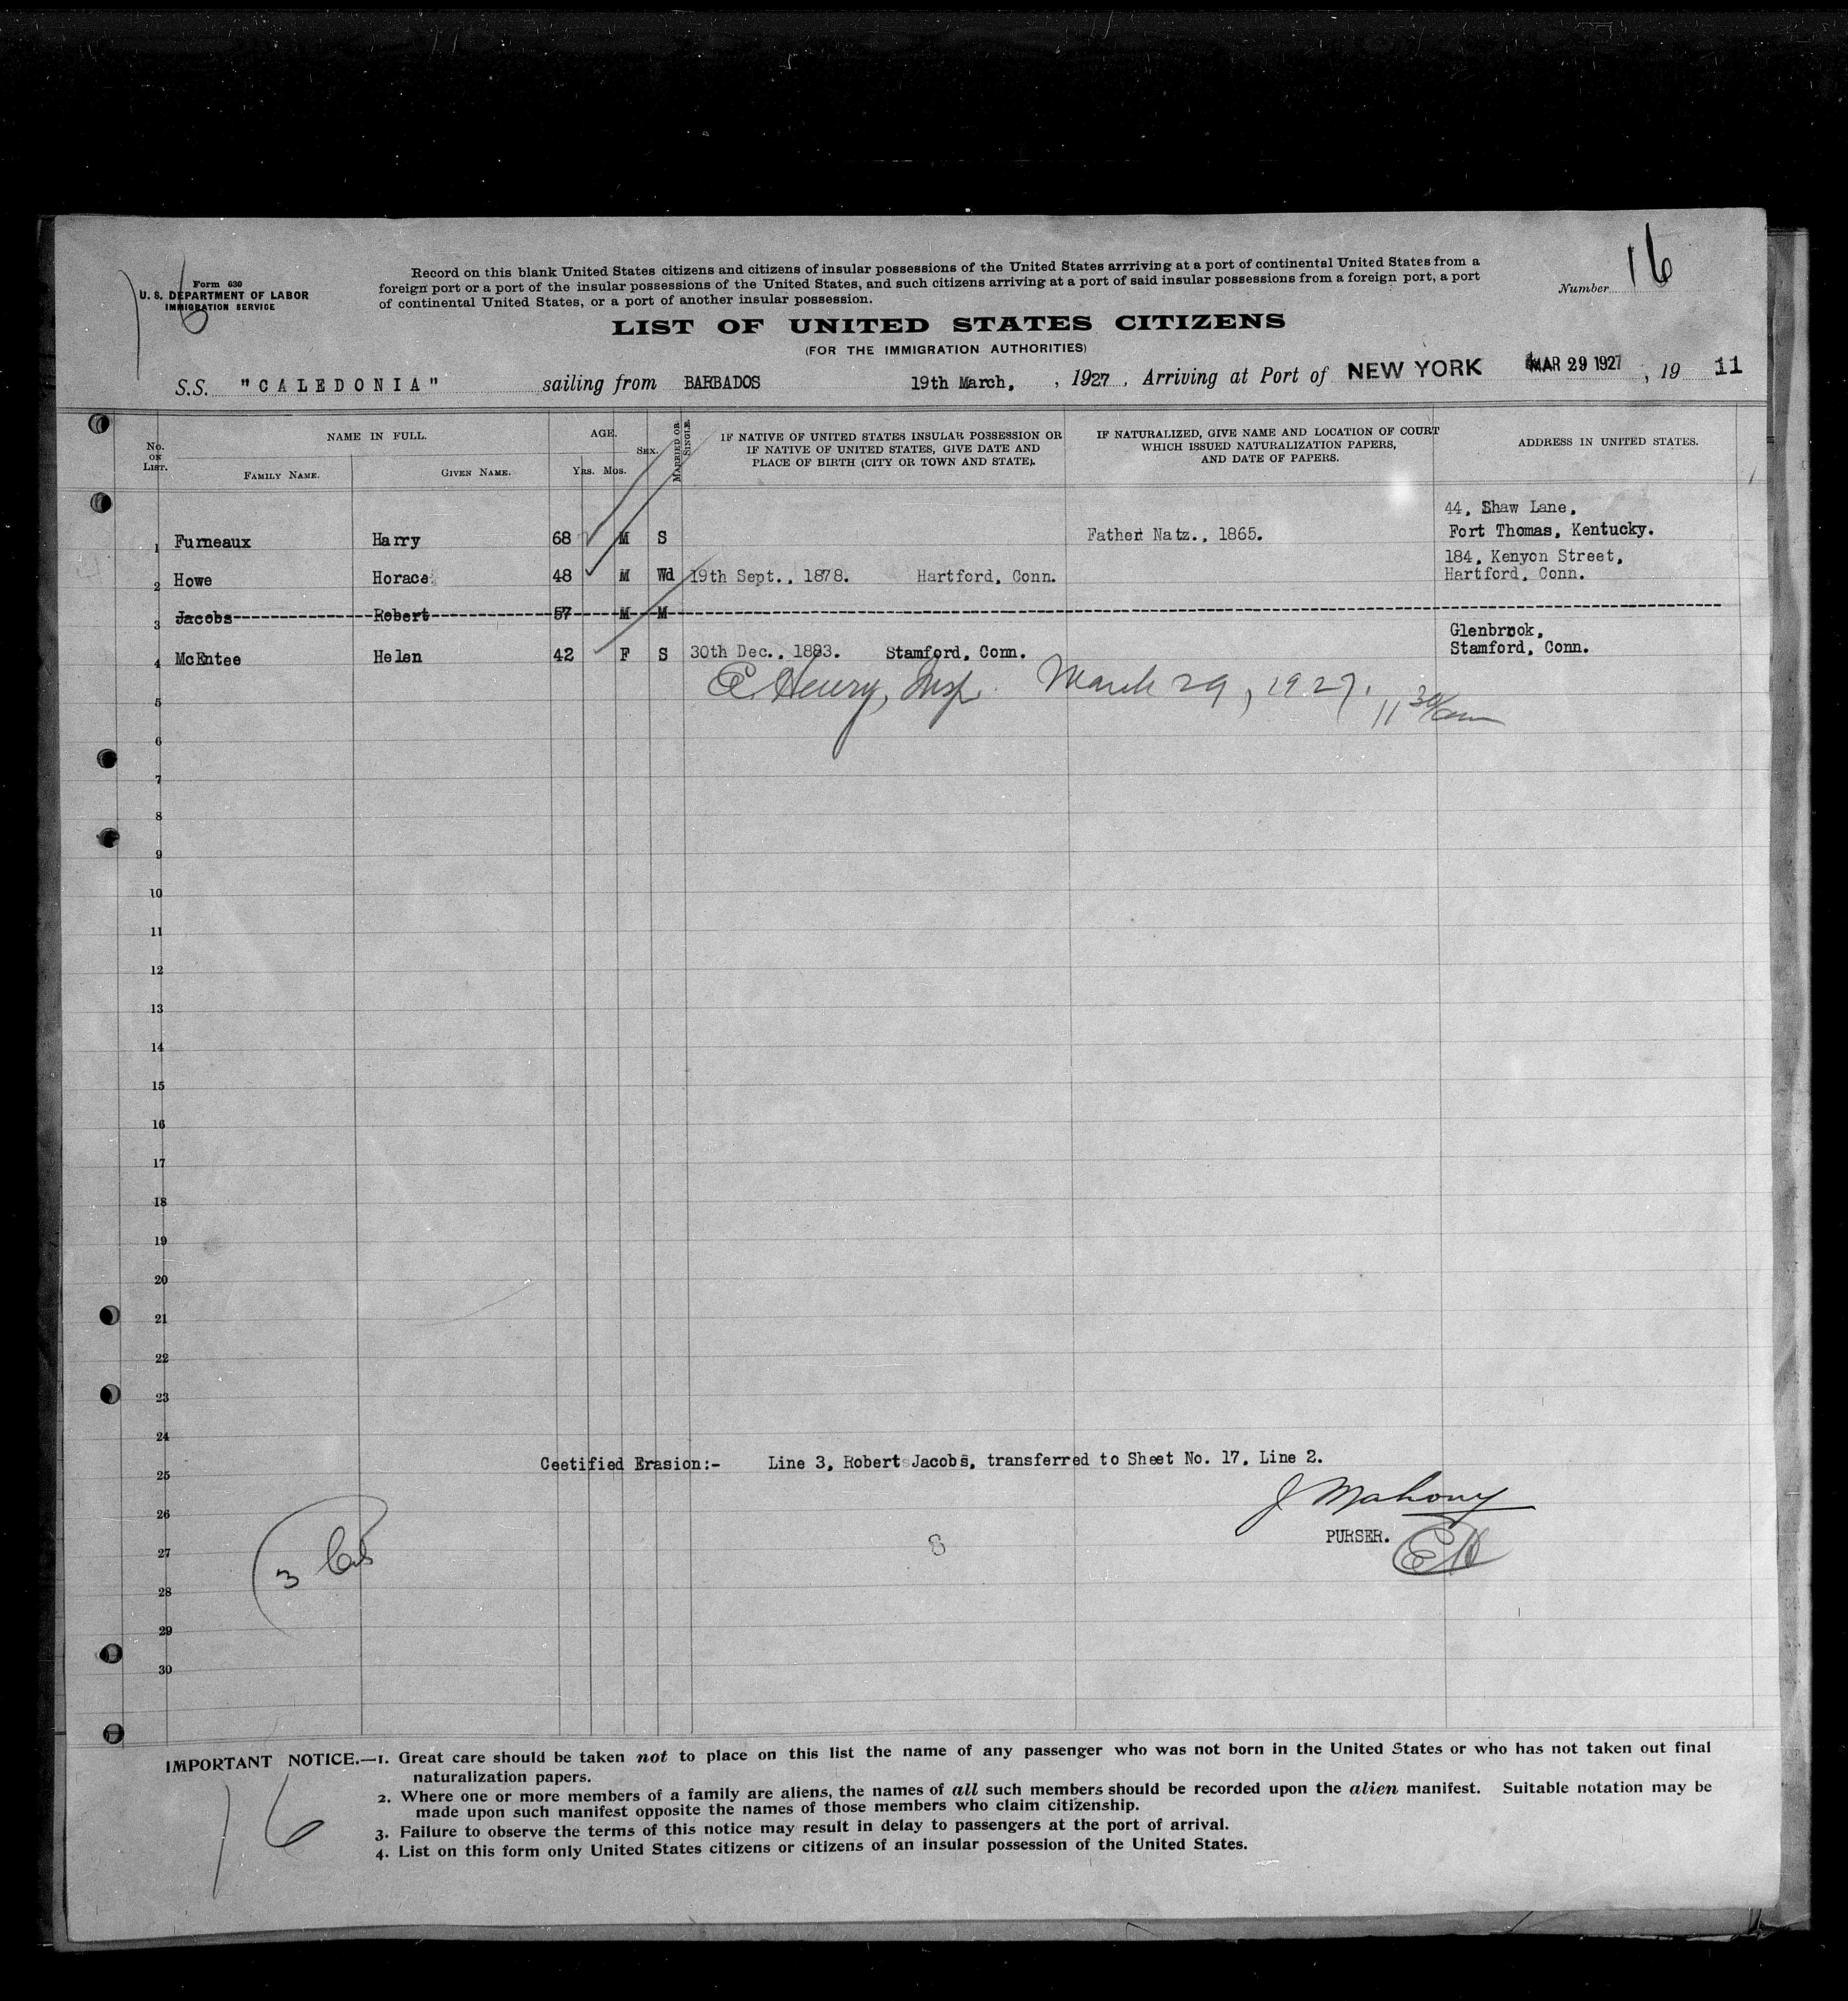 16
Form 630
U. S. DEPARTMENT OF LABOR
IMMIGRATION SERVICE
Record on this blank United States citizens and citizens of insular possessions of the United States arrriving at a port of continental United States from a
foreign port or a port of the insular possessions of the United States, and such citizens arriving at a port of said insular possessions from a foreign port, a port
of continental United States, or a port of another insular possession.
Number 16
LIST OF UNITED STATES CITIZENS
(FOR THE IMMIGRATION AUTHORITIES)
S.S. "CALEDONIA" sailing from BARBADOS 19th March, , 1927 , Arriving at Port of NEW YORK MAR 29 1927 , 19 11
No. ON LIST. NAME IN FULL. AGE. SEX. MARRIED OR SINGLE. IF NATIVE OF UNITED STATES INSULAR POSSESSION OR IF NATIVE OF UNITED STATES, GIVE DATE AND PLACE OF BIRTH (CITY OR TOWN AND STATE). IF NATURALIZED, GIVE NAME AND LOCATION OF COURT WHICH ISSUED NATURALIZATION PAPERS, AND DATE OF PAPERS. ADDRESS IN UNITED STATES.
FAMILY NAME. GIVEN NAME. YRS. MOS.
44, Shaw Lane,
1 Furneaux Harry 68 M S Father Natz., 1865. Fort Thomas, Kentucky.
184, Kenyon Street,
2 Howe Horace 48 M Wd 19th Sept., 1878. Hartford, Conn. Hartford, Conn.
3 Jacobs Robert 57 M M
Glenbrook,
4 McEntee Helen 42 F S 30th Dec., 1883. Stamford, Conn. Stamford, Conn.
5 E Henry, Insp. March 29, 1927. 11 30/am
6
7
8
9
10
11
12
13
14
15
16
17
18
19
20
21
22
23
24
Ceetified Erasion:- Line 3, Robert Jacobs, transferred to Sheet No. 17, Line 2.
25
26 J Mahony
27 8 PURSER. EH
28 3
29
30
IMPORTANT NOTICE.—1. Great care should be taken not to place on this list the name of any passenger who was not born in the United States or who has not taken out final
naturalization papers.
2. Where one or more members of a family are aliens, the names of all such members should be recorded upon the alien manifest. Suitable notation may be
made upon such manifest opposite the names of those members who claim citizenship.
3. Failure to observe the terms of this notice may result in delay to passengers at the port of arrival.
4. List on this form only United States citizens or citizens of an insular possession of the United States.
16